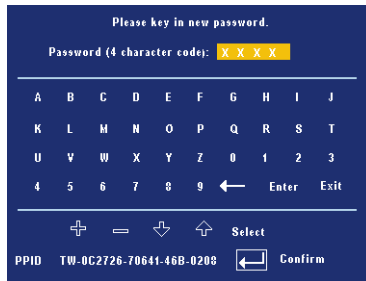 Please key in new password.
Password (4 character code): X X X X
A B C D E F G H I J
K L M N O P Q R S T
U V W X Y Z 0 1 2 3
4 5 6 7 8 9 ← Enter Exit
Select
PPID TW-0C2726-70641-46B-0208 Confirm